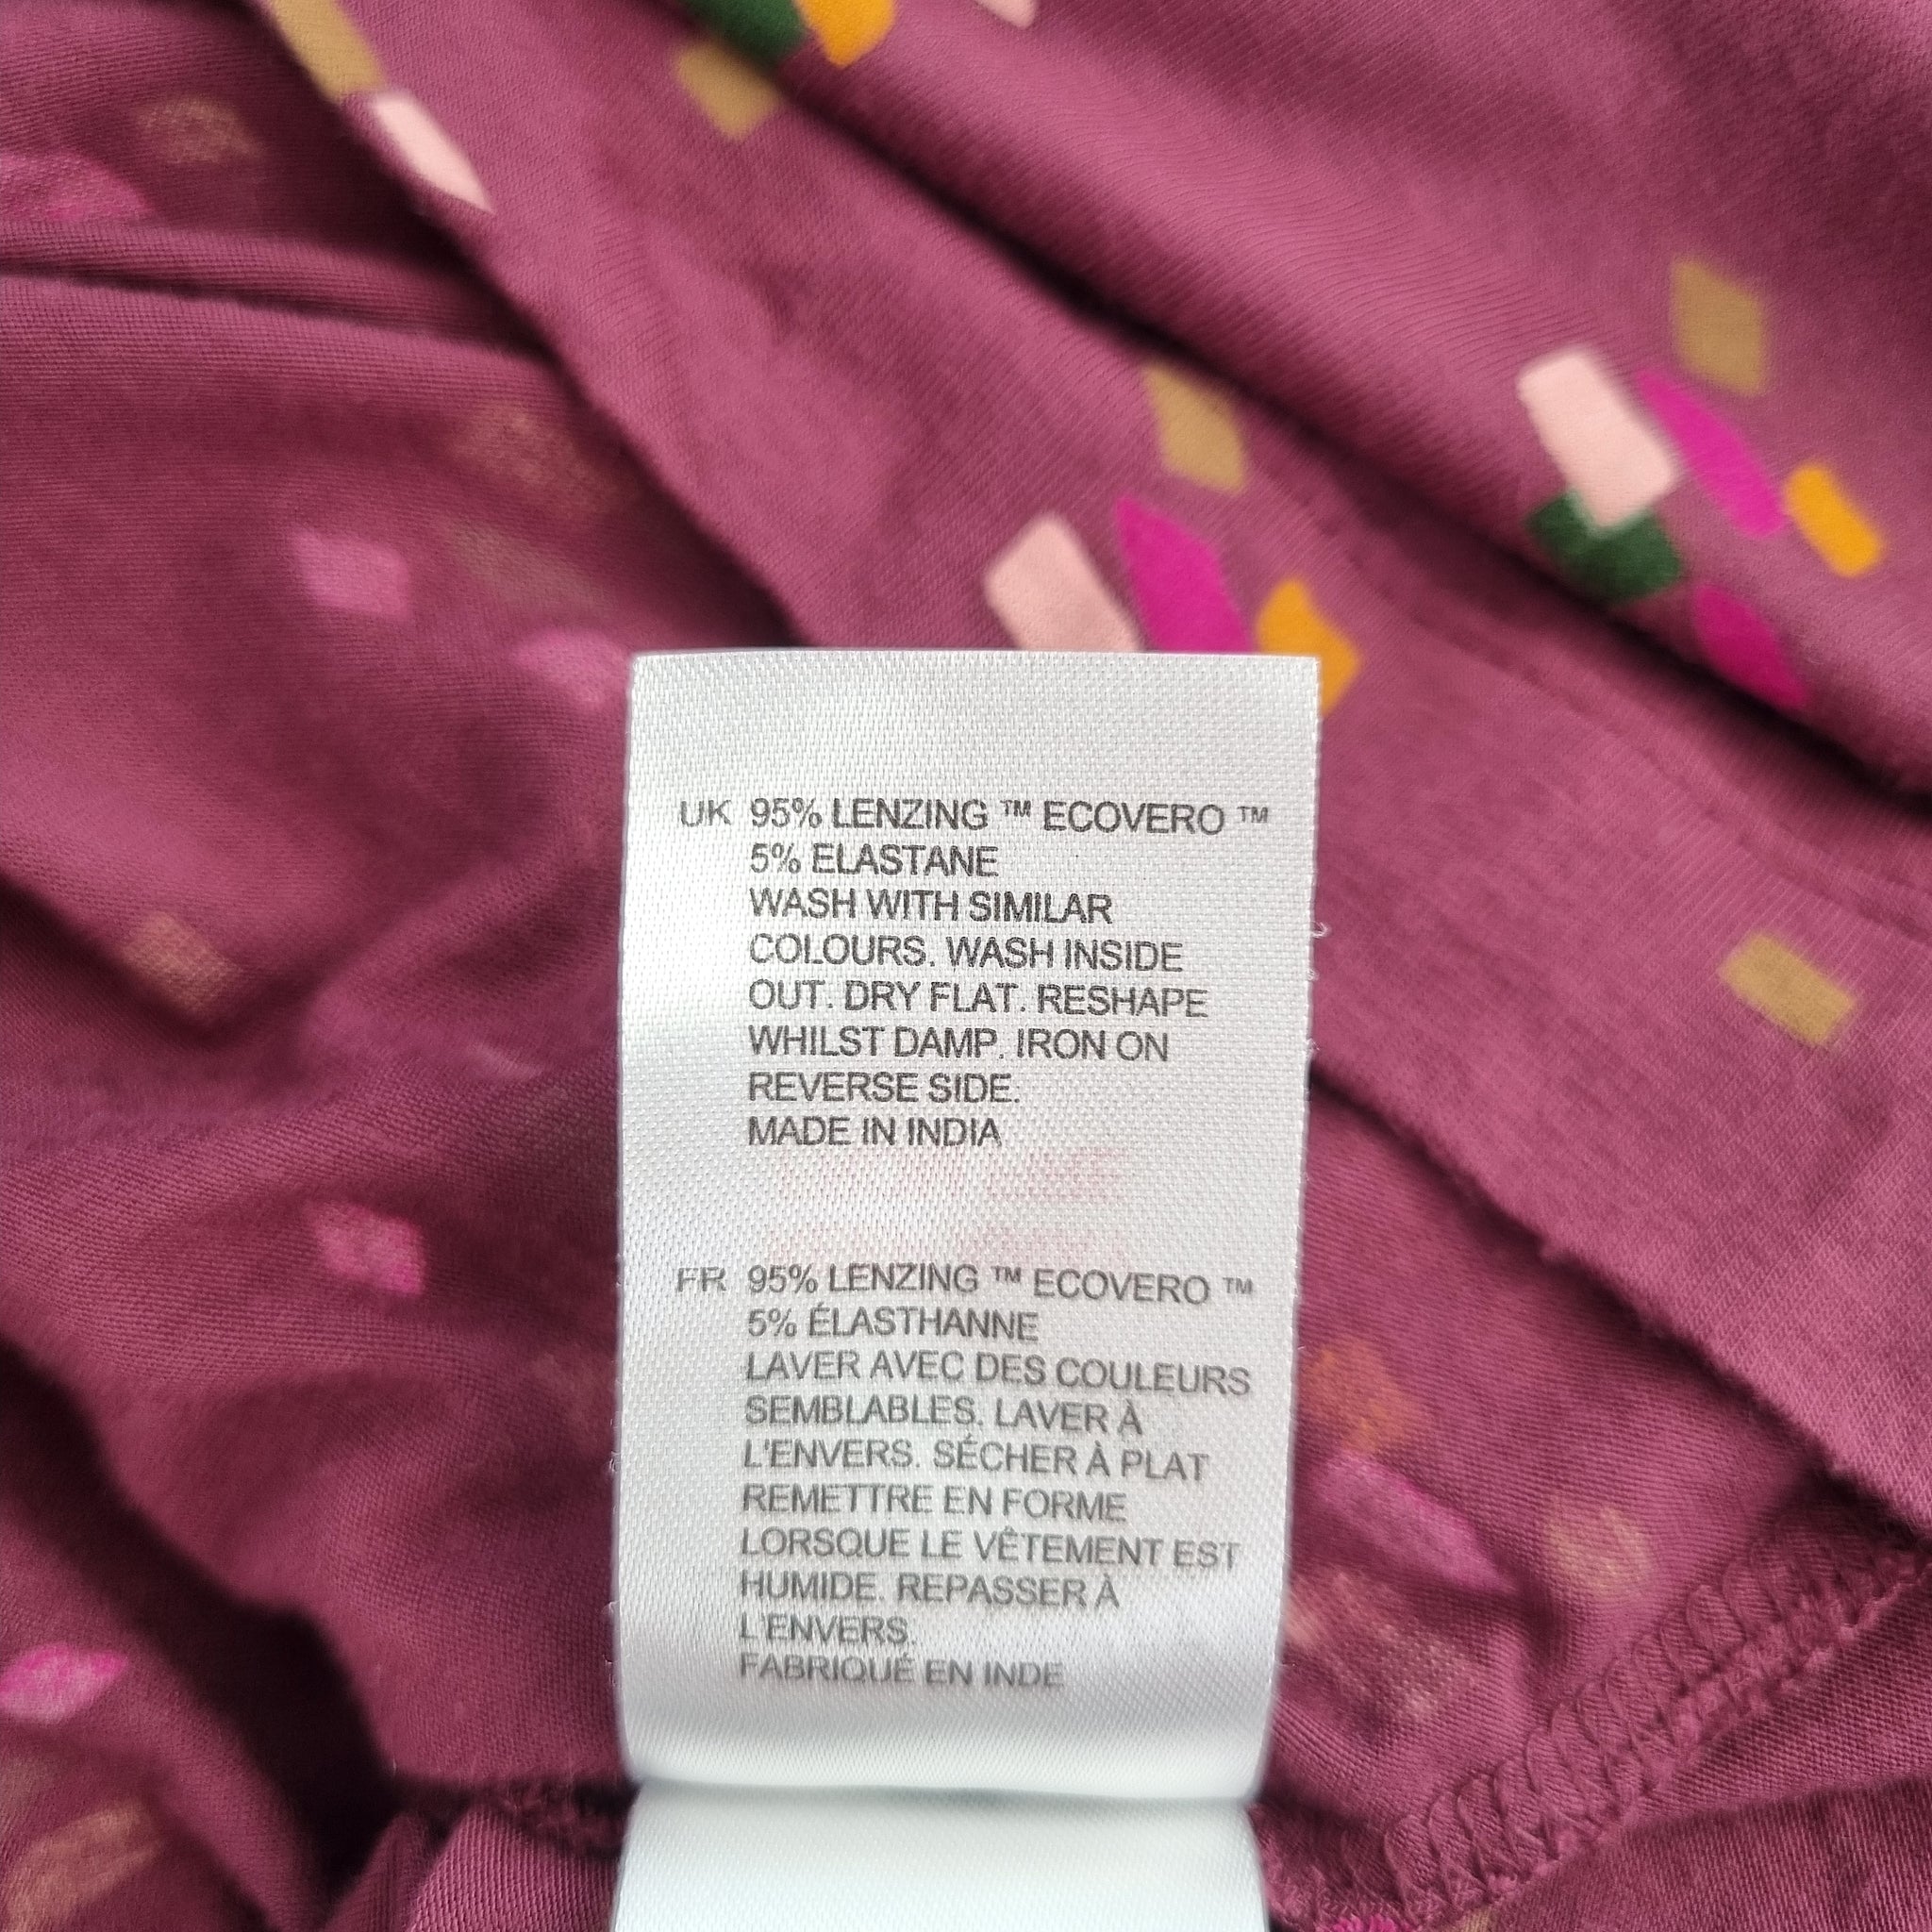 UK 95% LENZING ™ ECOVERO ™
5% ELASTANE
WASH WITH SIMILAR
COLOURS. WASH INSIDE
OUT. DRY FLAT. RESHAPE
WHILST DAMP. IRON ON
REVERSE SIDE.
MADE IN INDIA
FR 95% LENZING ™ ECOVERO ™
5% ÉLASTHANNE
LAVER AVEC DES COULEURS
SEMBLABLES. LAVER À
L'ENVERS. SÉCHER À PLAT
REMETTRE EN FORME
LORSQUE LE VÊTEMENT EST
HUMIDE. REPASSER À
L'ENVERS.
FABRIQUÉ EN INDE